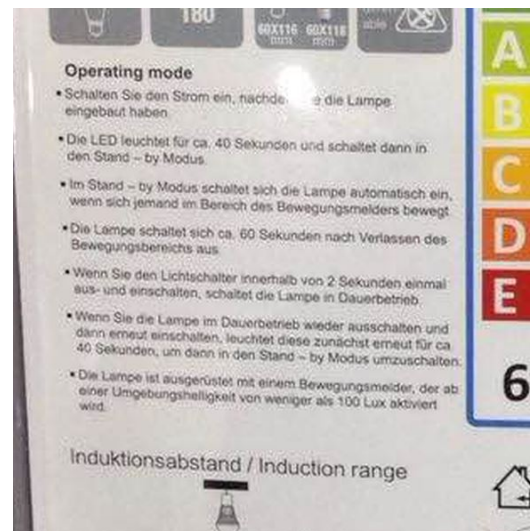 180
60X116 60X118
mm mm
able
Operating mode
• Schalten Sie den Strom ein, die Lampe
eingebaut haben.
• Die LED leuchtet für ca. 40 Sekunden und schaltet dann in
den Stand – by Modus.
• Im Stand – by Modus schaltet sich die Lampe automatisch ein,
wenn sich jemand im Bereich des Bewegungsmelders bewegt
• Die Lampe schaltet sich ca. 60 Sekunden nach Verlassen des
Bewegungsbereichs aus.
• Wenn Sie den Lichtschalter innerhalb von 2 Sekunden einmal
aus- und einschalten, schaltet die Lampe in Dauerbetrieb.
• Wenn Sie die Lampe im Dauerbetrieb wieder ausschalten und
dann erneut einschalten, leuchtet diese zunächst erneut für ca.
40 Sekunden, um dann in den Stand – by Modus umzuschalten.
• Die Lampe ist ausgerüstet mit einem Bewegungsmelder, der ab
einer Umgebungshelligkeit von weniger als 100 Lux aktiviert
wird.
Induktionsabstand / Induction range
A
B
C
D
E
6